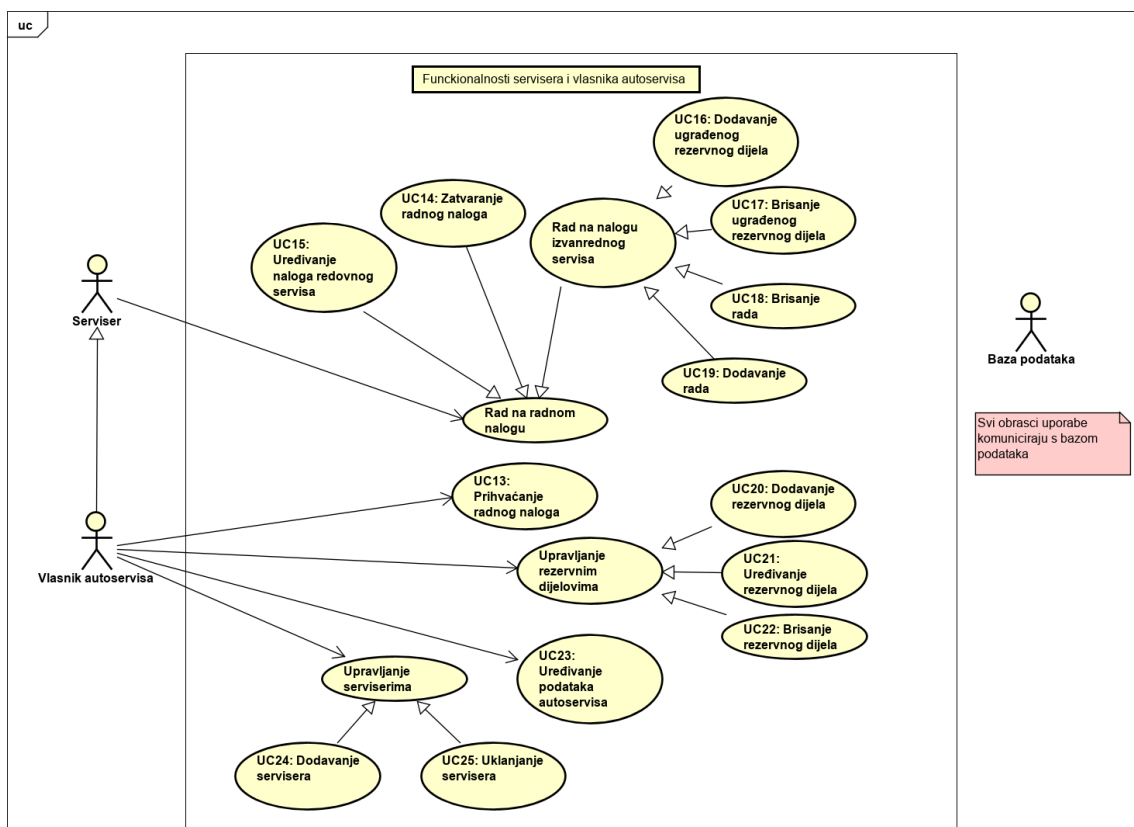 uc
Funckionalnosti servisera i vlasnika autoservisa
UC16: Dodavanje
ugrađenog
rezervnog dijela
UC14: Zatvaranje
radnog naloga
UC17: Brisanje
ugrađenog
rezervnog dijela
UC15:
Uređivanje
naloga redovnog
servisa
Rad na nalogu
izvanrednog
servisa
UC18: Brisanje
rada
Serviser
Baza podataka
UC19: Dodavanje
rada
Rad na radnom
nalogu
Svi obrasci uporabe
komuniciraju s bazom
podataka
UC13:
Prihvaćanje
radnog naloga
UC20: Dodavanje
rezervnog dijela
Vlasnik autoservisa
Upravljanje
rezervnim
dijelovima
UC21:
Uređivanje
rezervnog dijela
UC22: Brisanje
rezervnog dijela
UC23:
Uređivanje
podataka
autoservisa
Upravljanje
serviserima
UC24: Dodavanje
servisera
UC25: Uklanjanje
servisera